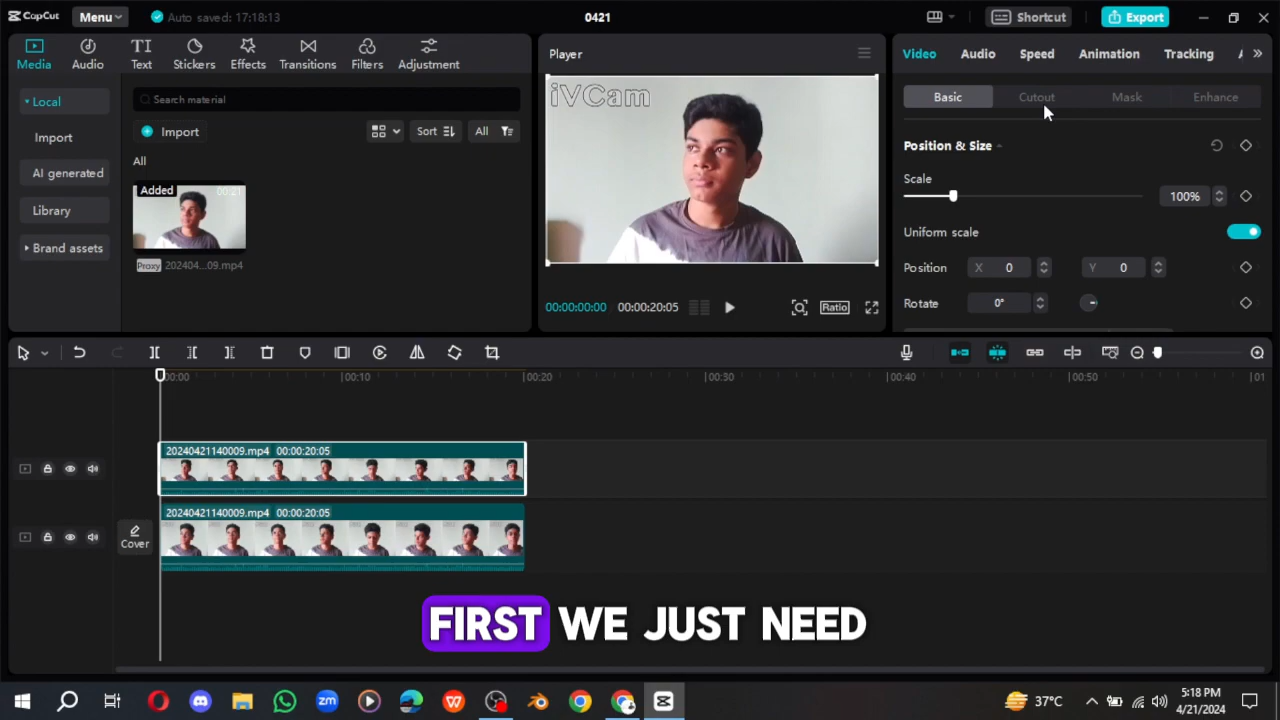 CapCut
Menu
Auto saved: 17:18:13
0421
Shortcut
Export
Media
Audio
Text
Stickers
Effects
Transitions
Filters
Adjustment
Local
Import
AI generated
Library
Brand assets
Search material
Import
Sort
All
All
Added
00:21
Proxy
202404....09.mp4
Player
iVCam
00:00:00:00
00:00:20:05
Ratio
Video
Audio
Speed
Animation
Tracking
Basic
Cutout
Mask
Enhance
Position & Size
Scale
100%
Uniform scale
Position
X 0
Y 0
Rotate
0°
00:00
00:10
00:20
00:30
00:40
00:50
20240421140009.mp4 00:00:20:05
20240421140009.mp4 00:00:20:05
Cover
FIRST WE JUST NEED
37°C
5:18 PM
4/21/2024